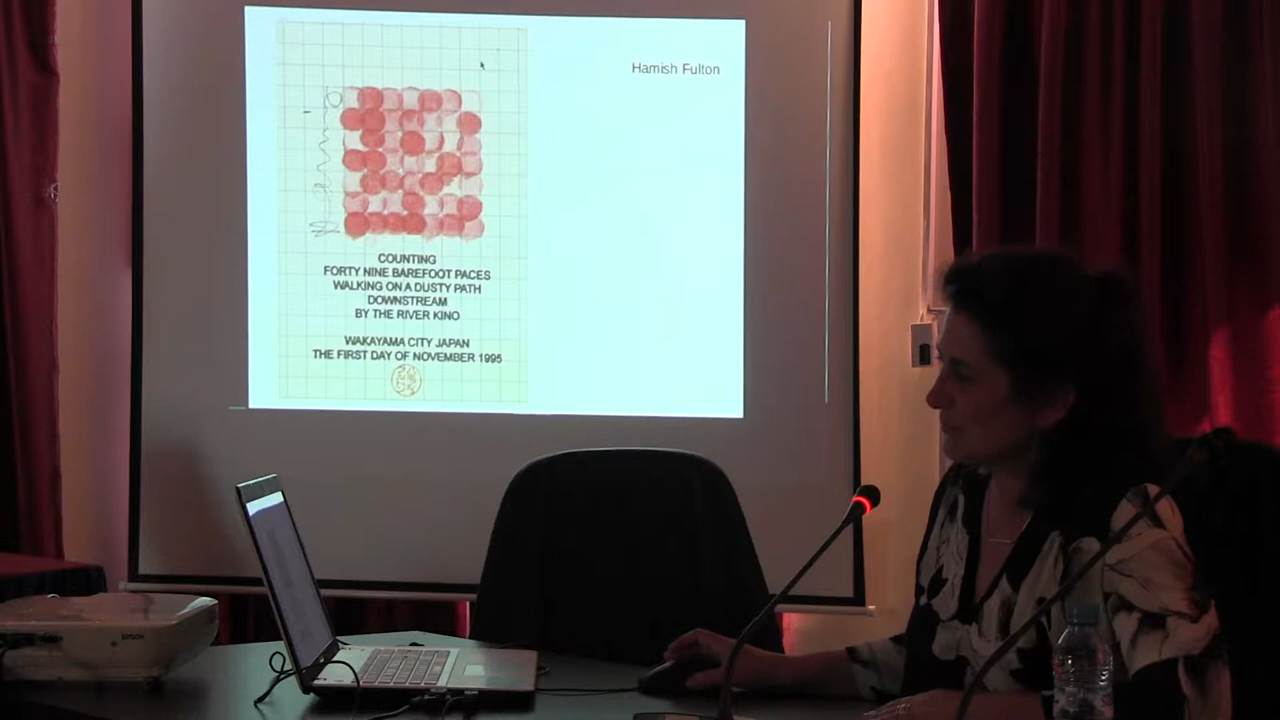 Hamish Fulton
COUNTING
FORTY NINE BAREFOOT PACES
WALKING ON A DUSTY PATH
DOWNSTREAM
BY THE RIVER KINO
WAKAYAMA CITY JAPAN
THE FIRST DAY OF NOVEMBER 1995
EPSON